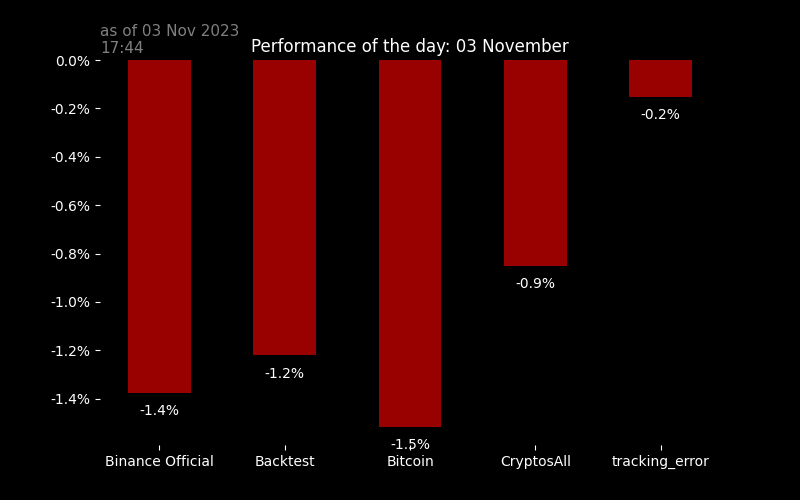 as of 03 Nov 2023
17:44
Performance of the day: 03 November
0.0%
-0.2%
-0.4%
-0.6%
-0.8%
-1.0%
-1.2%
-1.4%
-1.4%
-1.2%
-1.5%
-0.9%
-0.2%
Binance Official
Backtest
Bitcoin
CryptosAll
tracking_error